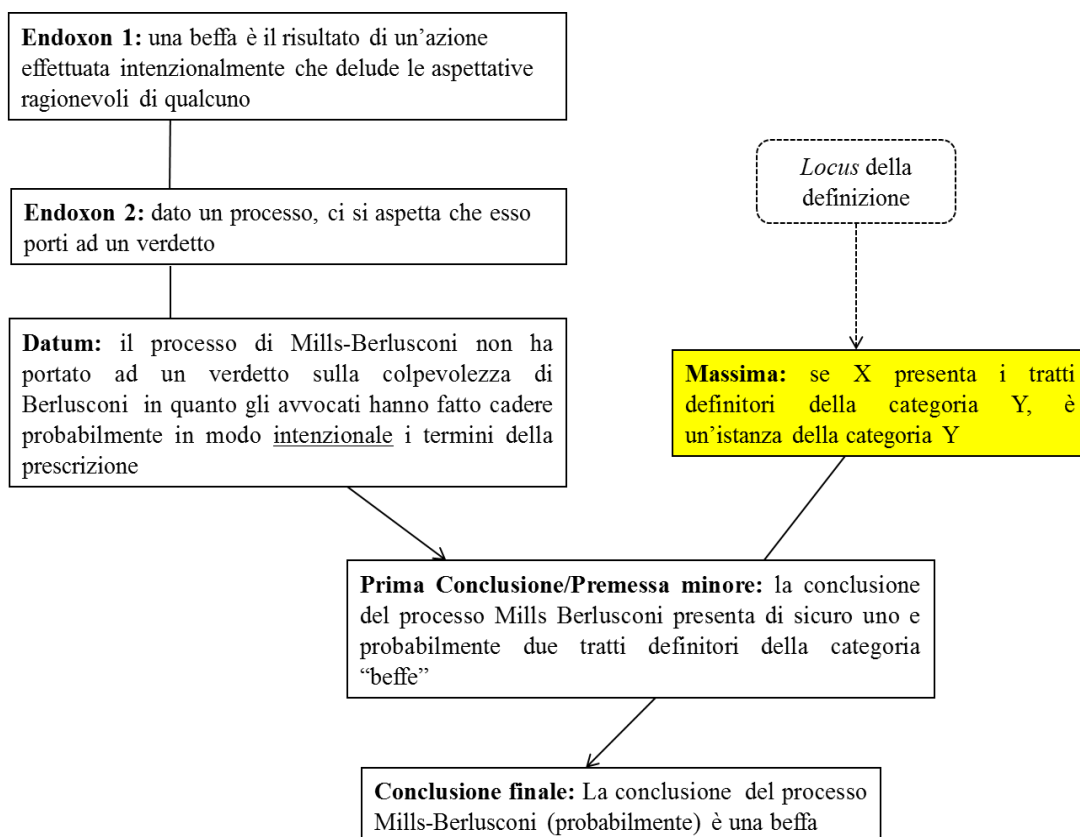 Endoxon 1: una beffa è il risultato di un’azione
effettuata intenzionalmente che delude le aspettative
ragionevoli di qualcuno
Locus della
definizione
Endoxon 2: dato un processo, ci si aspetta che esso
porti ad un verdetto
Datum: il processo di Mills-Berlusconi non ha
portato ad un verdetto sulla colpevolezza di
Berlusconi in quanto gli avvocati hanno fatto cadere
probabilmente in modo intenzionale i termini della
prescrizione
Massima: se X presenta i tratti
definitori della categoria Y, è
un’istanza della categoria Y
Prima Conclusione/Premessa minore: la conclusione
del processo Mills Berlusconi presenta di sicuro uno e
probabilmente due tratti definitori della categoria
“beffe”
Conclusione finale: La conclusione del processo
Mills-Berlusconi (probabilmente) è una beffa